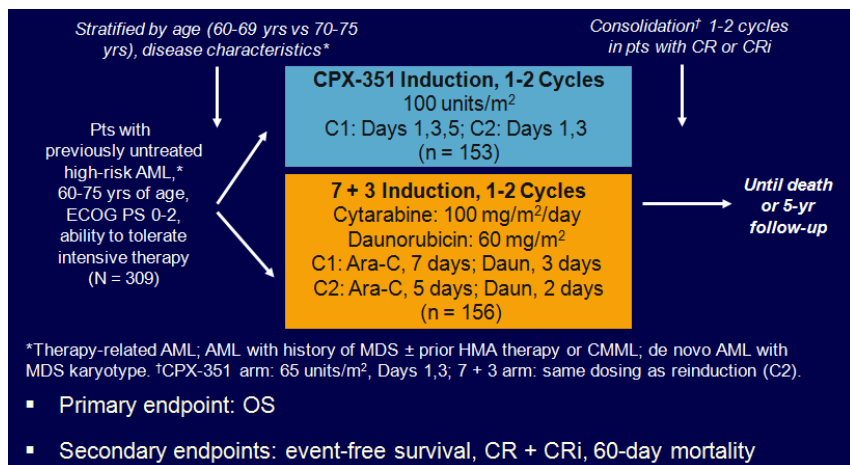 Stratified by age (60-69 yrs vs 70-75
yrs), disease characteristics*
Consolidation† 1-2 cycles
in pts with CR or CRi
Pts with
previously untreated
high-risk AML,*
60-75 yrs of age,
ECOG PS 0-2,
ability to tolerate
intensive therapy
(N = 309)
CPX-351 Induction, 1-2 Cycles
100 units/m²
C1: Days 1,3,5; C2: Days 1,3
(n = 153)
7 + 3 Induction, 1-2 Cycles
Cytarabine: 100 mg/m²/day
Daunorubicin: 60 mg/m²
C1: Ara-C, 7 days; Daun, 3 days
C2: Ara-C, 5 days; Daun, 2 days
(n = 156)
Until death
or 5-yr
follow-up
*Therapy-related AML; AML with history of MDS ± prior HMA therapy or CMML; de novo AML with
MDS karyotype. †CPX-351 arm: 65 units/m², Days 1,3; 7 + 3 arm: same dosing as reinduction (C2).
▪ Primary endpoint: OS
▪ Secondary endpoints: event-free survival, CR + CRi, 60-day mortality